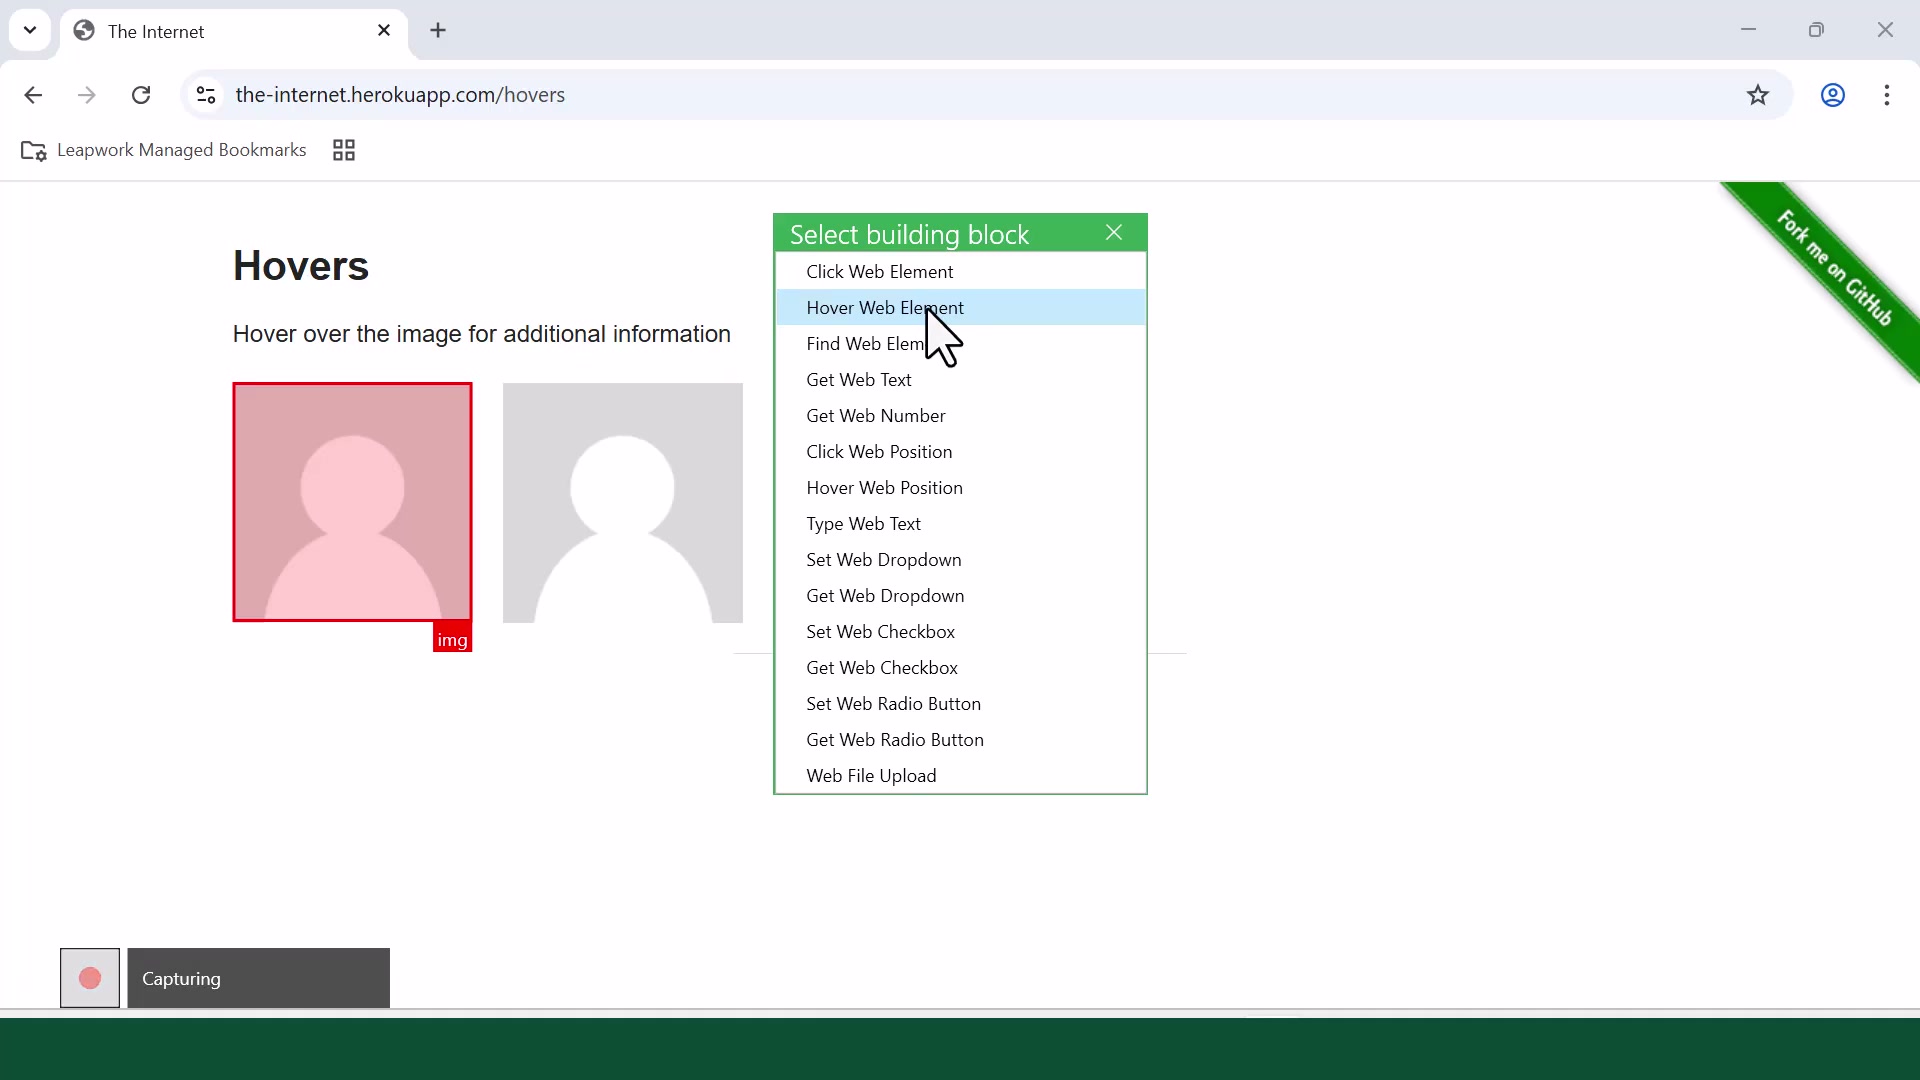 The Internet
the-internet.herokuapp.com/hovers
Leapwork Managed Bookmarks
Fork me on GitHub
Hovers
Hover over the image for additional information
img
Select building block
Click Web Element
Hover Web Element
Find Web Elem
Get Web Text
Get Web Number
Click Web Position
Hover Web Position
Type Web Text
Set Web Dropdown
Get Web Dropdown
Set Web Checkbox
Get Web Checkbox
Set Web Radio Button
Get Web Radio Button
Web File Upload
Capturing